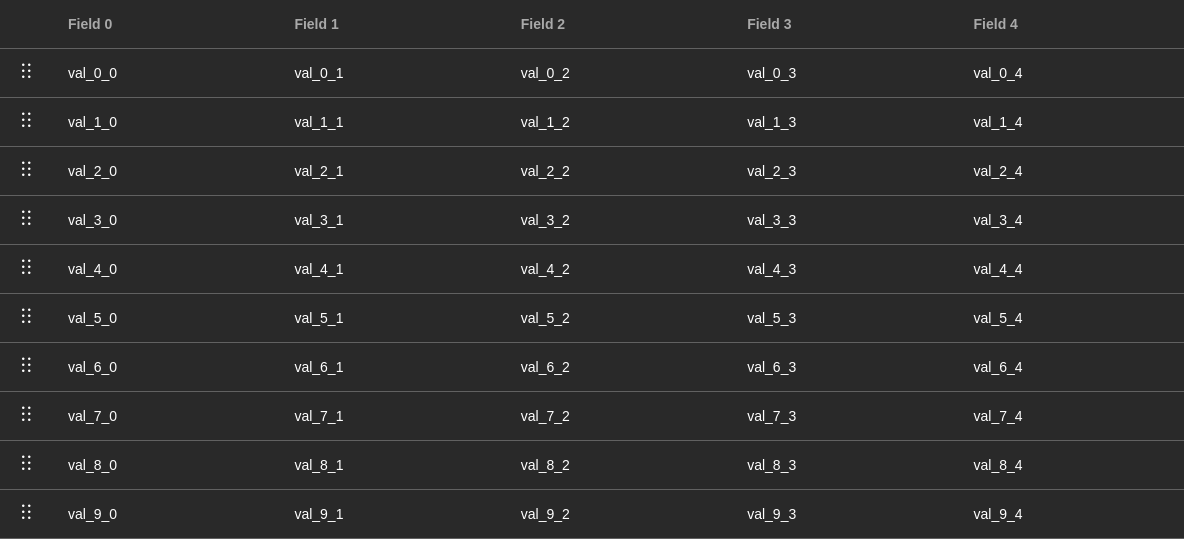 Field 0 Field 1 Field 2 Field 3 Field 4
val_0_0 val_0_1 val_0_2 val_0_3 val_0_4
val_1_0 val_1_1 val_1_2 val_1_3 val_1_4
val_2_0 val_2_1 val_2_2 val_2_3 val_2_4
val_3_0 val_3_1 val_3_2 val_3_3 val_3_4
val_4_0 val_4_1 val_4_2 val_4_3 val_4_4
val_5_0 val_5_1 val_5_2 val_5_3 val_5_4
val_6_0 val_6_1 val_6_2 val_6_3 val_6_4
val_7_0 val_7_1 val_7_2 val_7_3 val_7_4
val_8_0 val_8_1 val_8_2 val_8_3 val_8_4
val_9_0 val_9_1 val_9_2 val_9_3 val_9_4